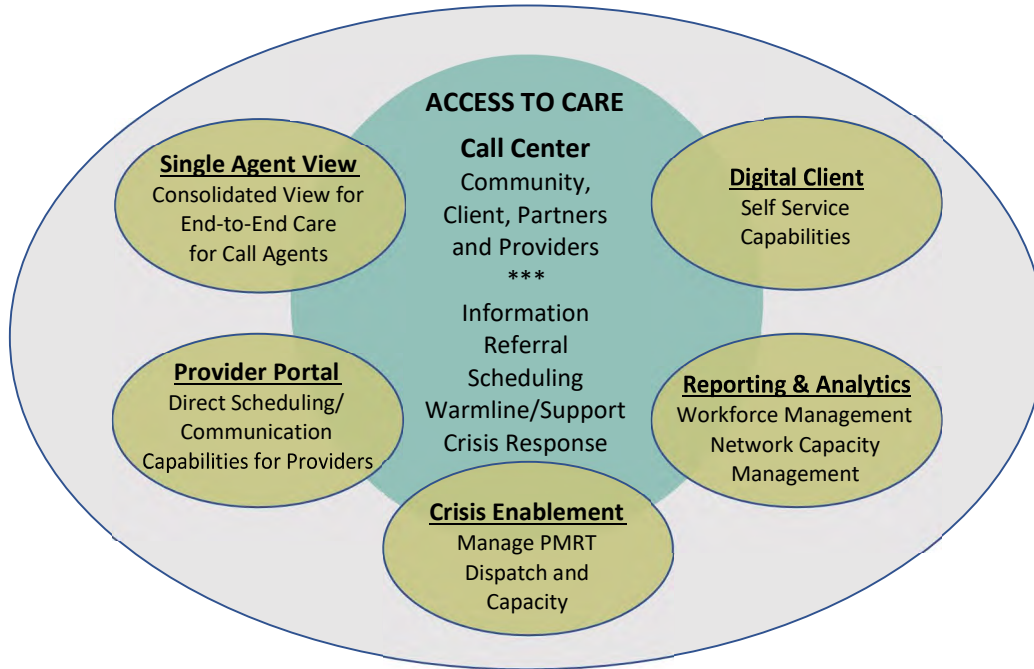 ACCESS TO CARE
Call Center
Community,
Client, Partners
and Providers
***
Information
Referral
Scheduling
Warmline/Support
Crisis Response
Single Agent View
Consolidated View for
End-to-End Care
for Call Agents
Digital Client
Self Service
Capabilities
Provider Portal
Direct Scheduling/
Communication
Capabilities for Providers
Reporting & Analytics
Workforce Management
Network Capacity
Management
Crisis Enablement
Manage PMRT
Dispatch and
Capacity